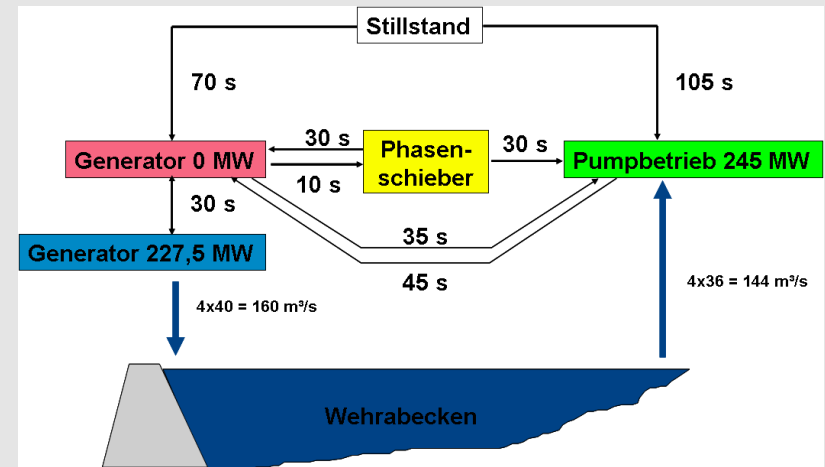 Stillstand
70 s
105 s
Generator 0 MW
30 s
10 s
Phasen-
schieber
30 s
Pumpbetrieb 245 MW
30 s
35 s
45 s
Generator 227,5 MW
4x40 = 160 m³/s
4x36 = 144 m³/s
Wehrabecken